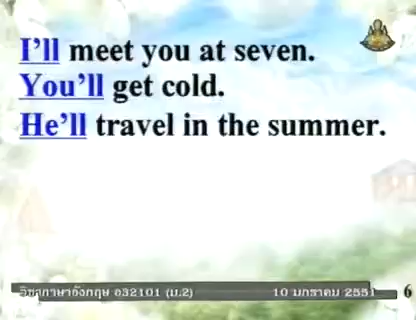 I'll meet you at seven.
You'll get cold.
He'll travel in the summer.
วิชาภาษาอังกฤษ อ32101 (ม.2) 10 มกราคม 2551 6